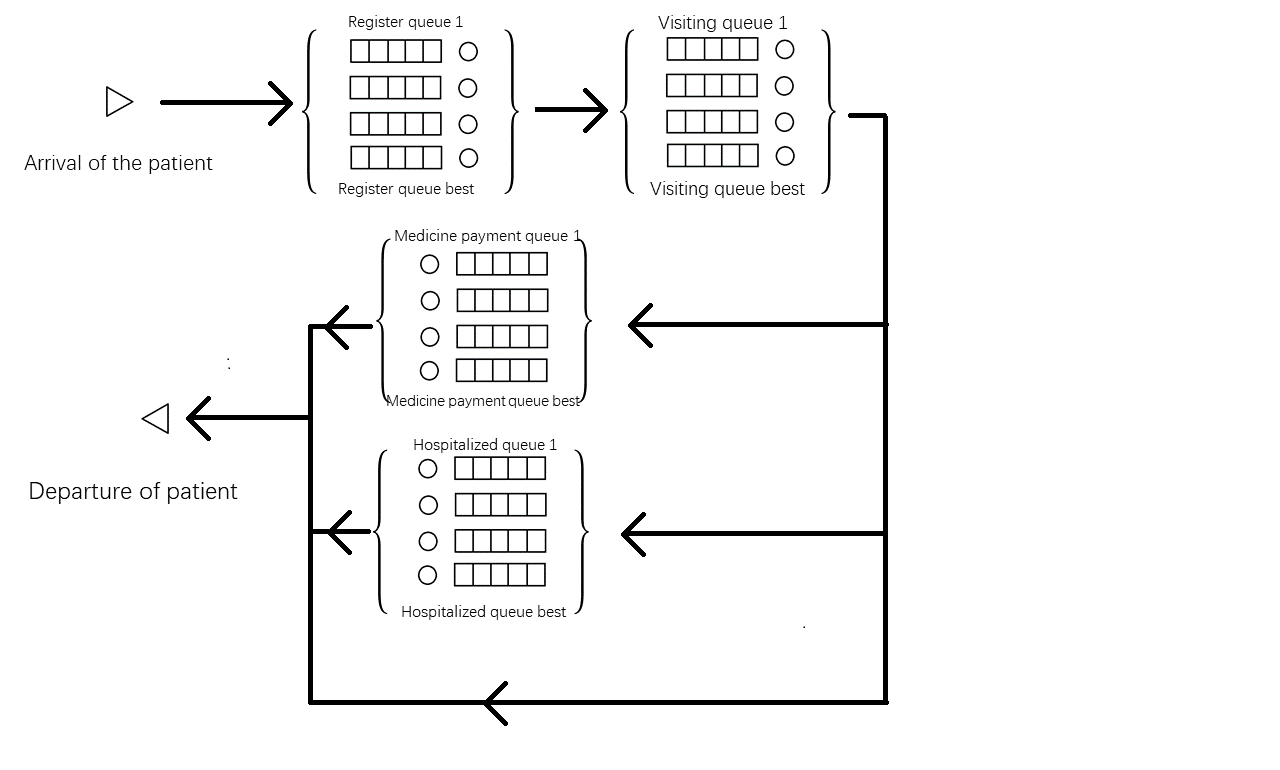 Register queue 1
Visiting queue 1
Arrival of the patient
Register queue best
Visiting queue best
Medicine payment queue 1
Medicine payment queue best
Departure of patient
Hospitalized queue 1
Hospitalized queue best